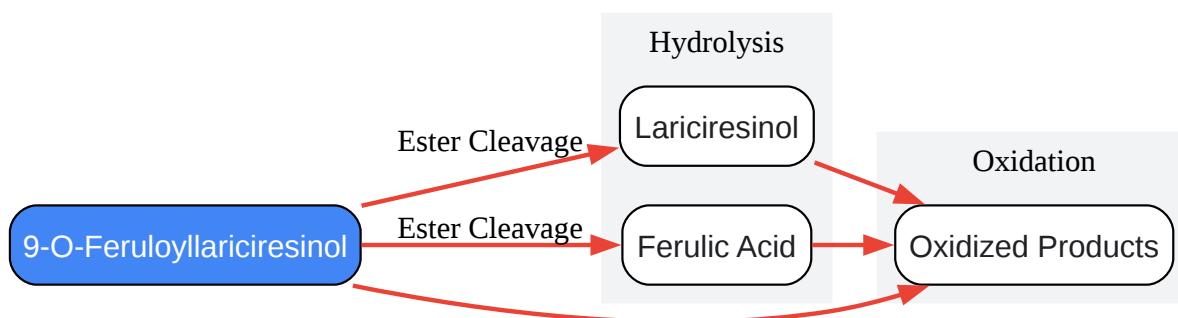 Hydrolysis
Lariciresinol
Ester Cleavage
Oxidation
Ester Cleavage
9-O-Feruloyllariciresinol
Ferulic Acid
Oxidized Products